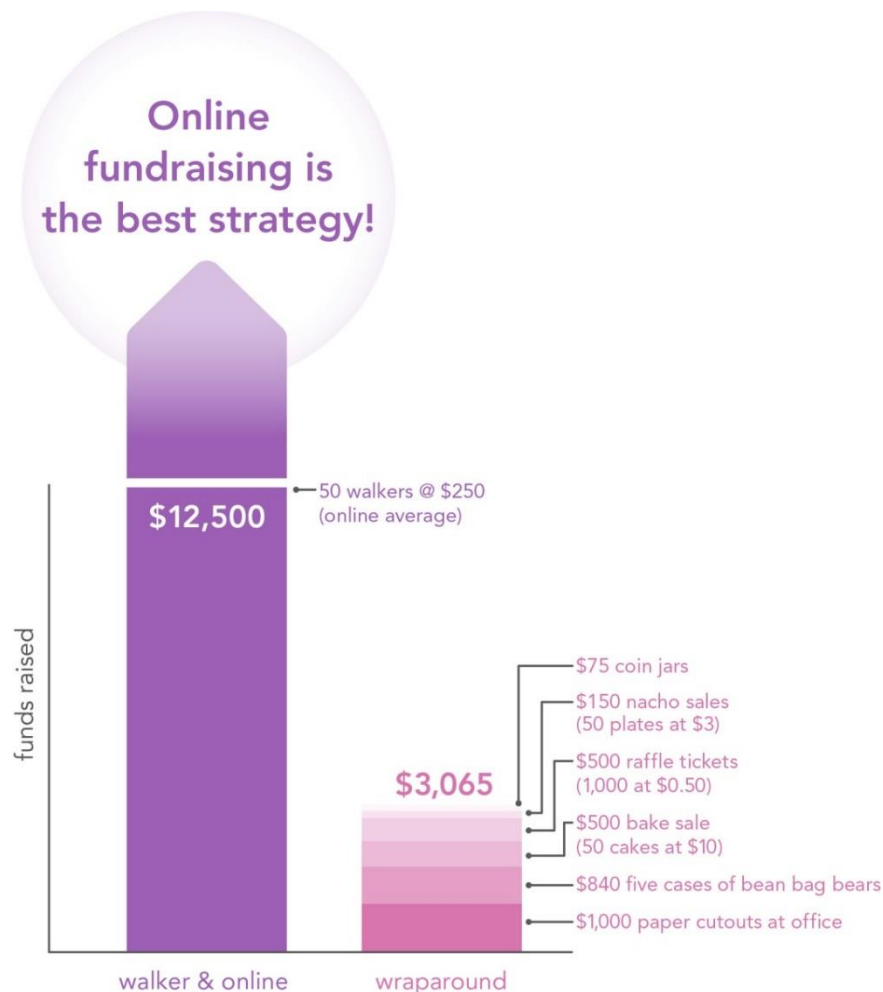 Online
fundraising is
the best strategy!
50 walkers @ $250
(online average)
$12,500
funds raised
$75 coin jars
$150 nacho sales
(50 plates at $3)
$500 raffle tickets
(1,000 at $0.50)
$3,065
$500 bake sale
(50 cakes at $10)
$840 five cases of bean bag bears
$1,000 paper cutouts at office
walker & online
wraparound